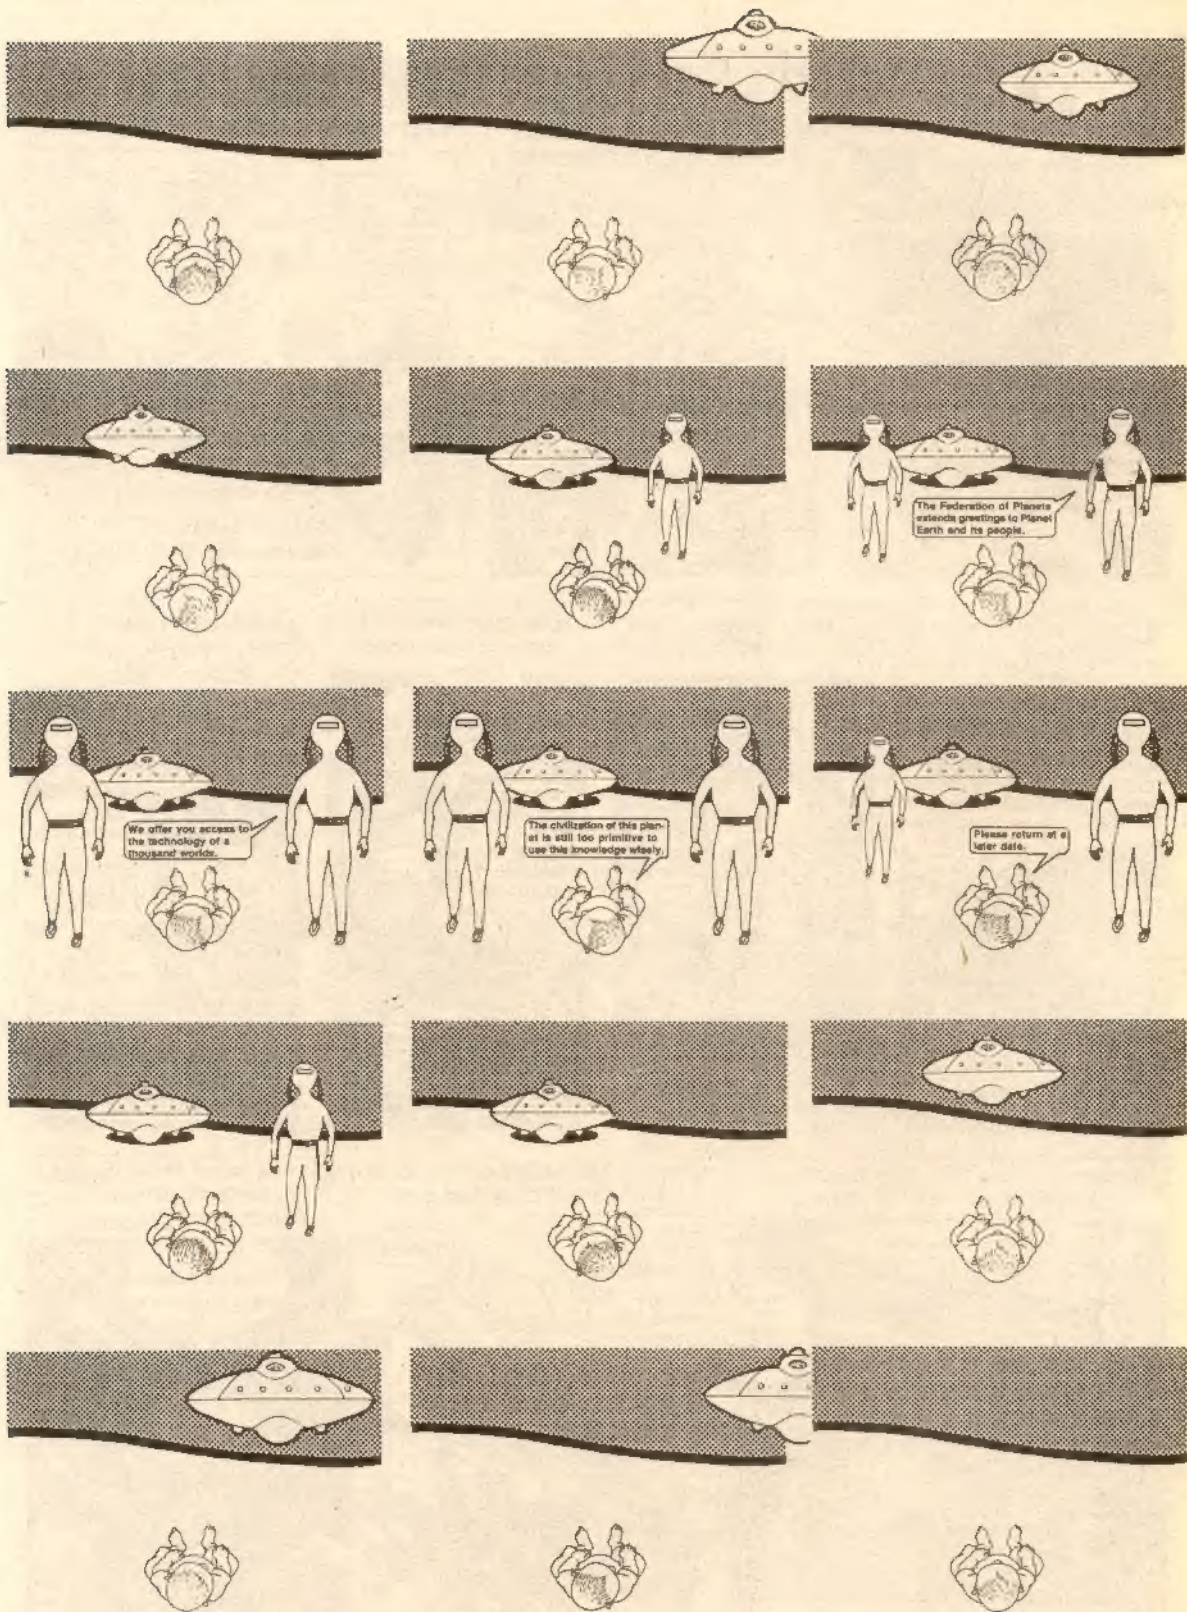 The Federation of Planets
extends greetings to Planet
Earth and its people.
We offer you access to
the technology of a
thousand worlds.
The civilization of this plan-
et is still too primitive to
use this knowledge wisely.
Please return at a
later date.